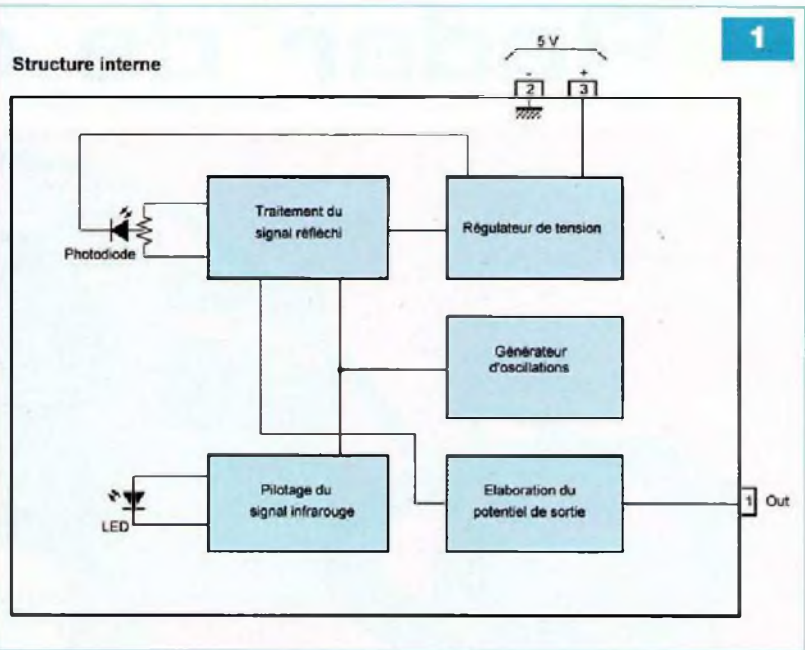 1
Structure interne
5 V
- +
2 3
Traitement du
signal réfléchi
Régulateur de tension
Photodiode
Générateur
d'oscillations
Pilotage du
signal infrarouge
Elaboration du
potentiel de sortie
LED
1 Out